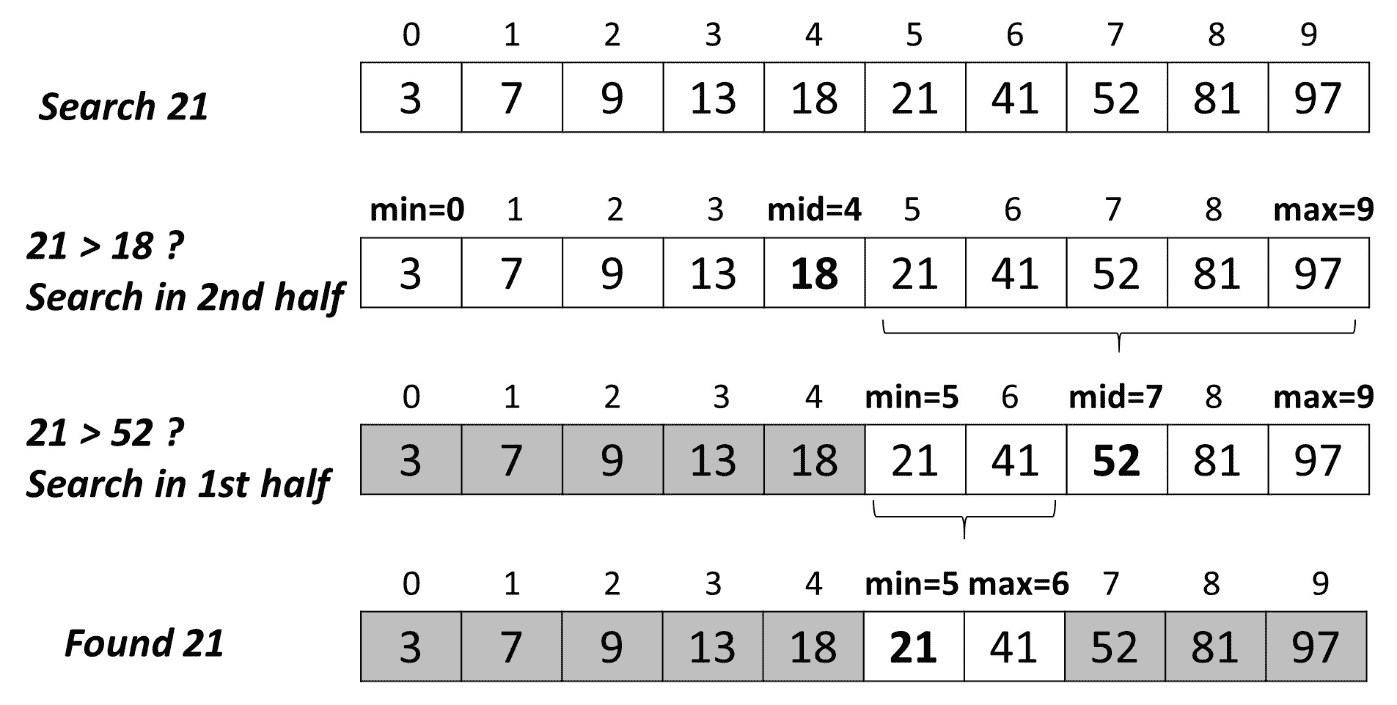 0 1 2 3 4 5 6 7 8 9
Search 21 3 7 9 13 18 21 41 52 81 97
min=0 1 2 3 mid=4 5 6 7 8 max=9
21 > 18 ?
Search in 2nd half 3 7 9 13 18 21 41 52 81 97
0 1 2 3 4 min=5 6 mid=7 8 max=9
21 > 52 ?
Search in 1st half 3 7 9 13 18 21 41 52 81 97
0 1 2 3 4 min=5 max=6 7 8 9
Found 21 3 7 9 13 18 21 41 52 81 97